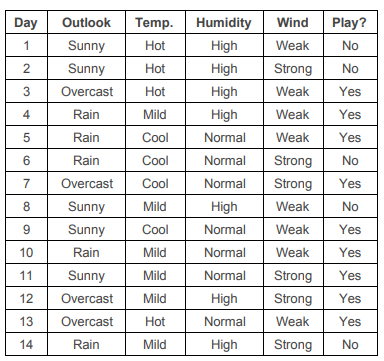 Day Outlook Temp. Humidity Wind Play?
1 Sunny Hot High Weak No
2 Sunny Hot High Strong No
3 Overcast Hot High Weak Yes
4 Rain Mild High Weak Yes
5 Rain Cool Normal Weak Yes
6 Rain Cool Normal Strong No
7 Overcast Cool Normal Strong Yes
8 Sunny Mild High Weak No
9 Sunny Cool Normal Weak Yes
10 Rain Mild Normal Weak Yes
11 Sunny Mild Normal Strong Yes
12 Overcast Mild High Strong Yes
13 Overcast Hot Normal Weak Yes
14 Rain Mild High Strong No